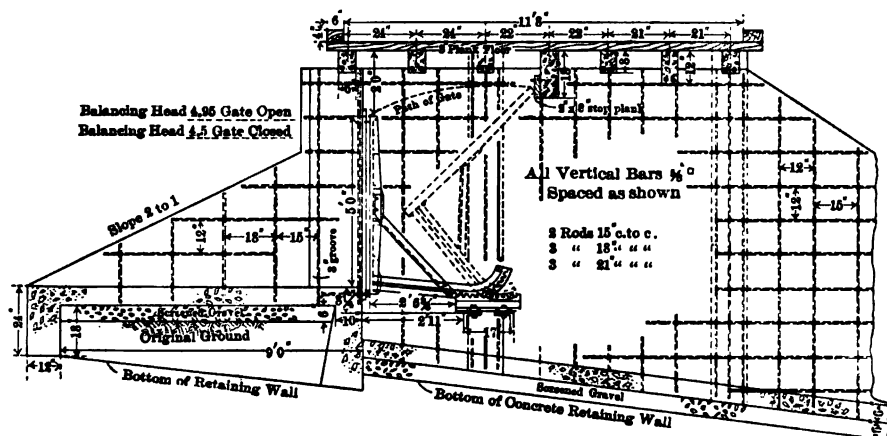 6"
11'8"
24" 24" 22" 22" 21" 21"
Plank Floor
12"
Path of Gate
2"x 8" stop plank
Balancing Head 4.95 Gate Open
Balancing Head 4.5 Gate Closed
All Vertical Bars
Spaced as shown
2 Rods 15" c. to c.
3 " 18" " "
3 " 21" " "
12"
12"
15"
Slope 2 to 1
5'0"
12"
18" 15"
groove
24"
Screened Gravel
Original Ground
18
6
10
2'11"
9'0"
12"
Bottom of Retaining Wall
Screened Gravel
Bottom of Concrete Retaining Wall